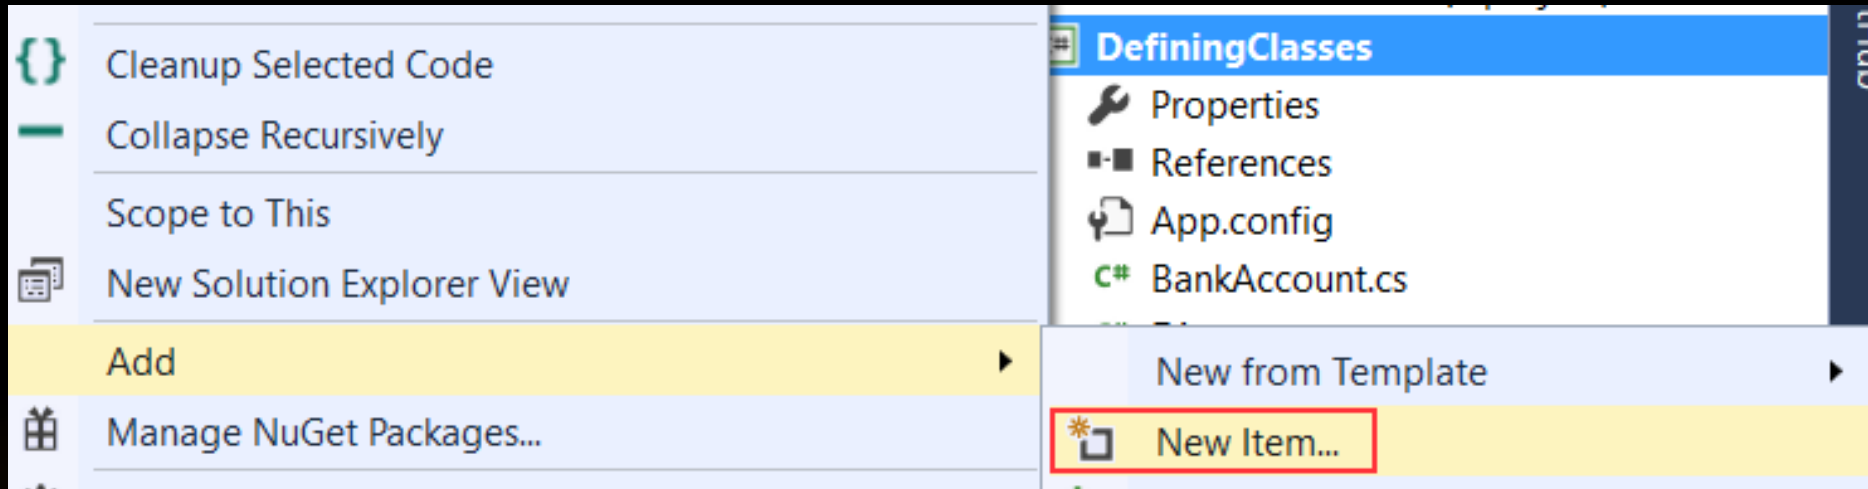 Cleanup Selected Code
Collapse Recursively
Scope to This
New Solution Explorer View
Add
Manage NuGet Packages...
DefiningClasses
Properties
References
App.config
C# BankAccount.cs
New from Template
New Item...